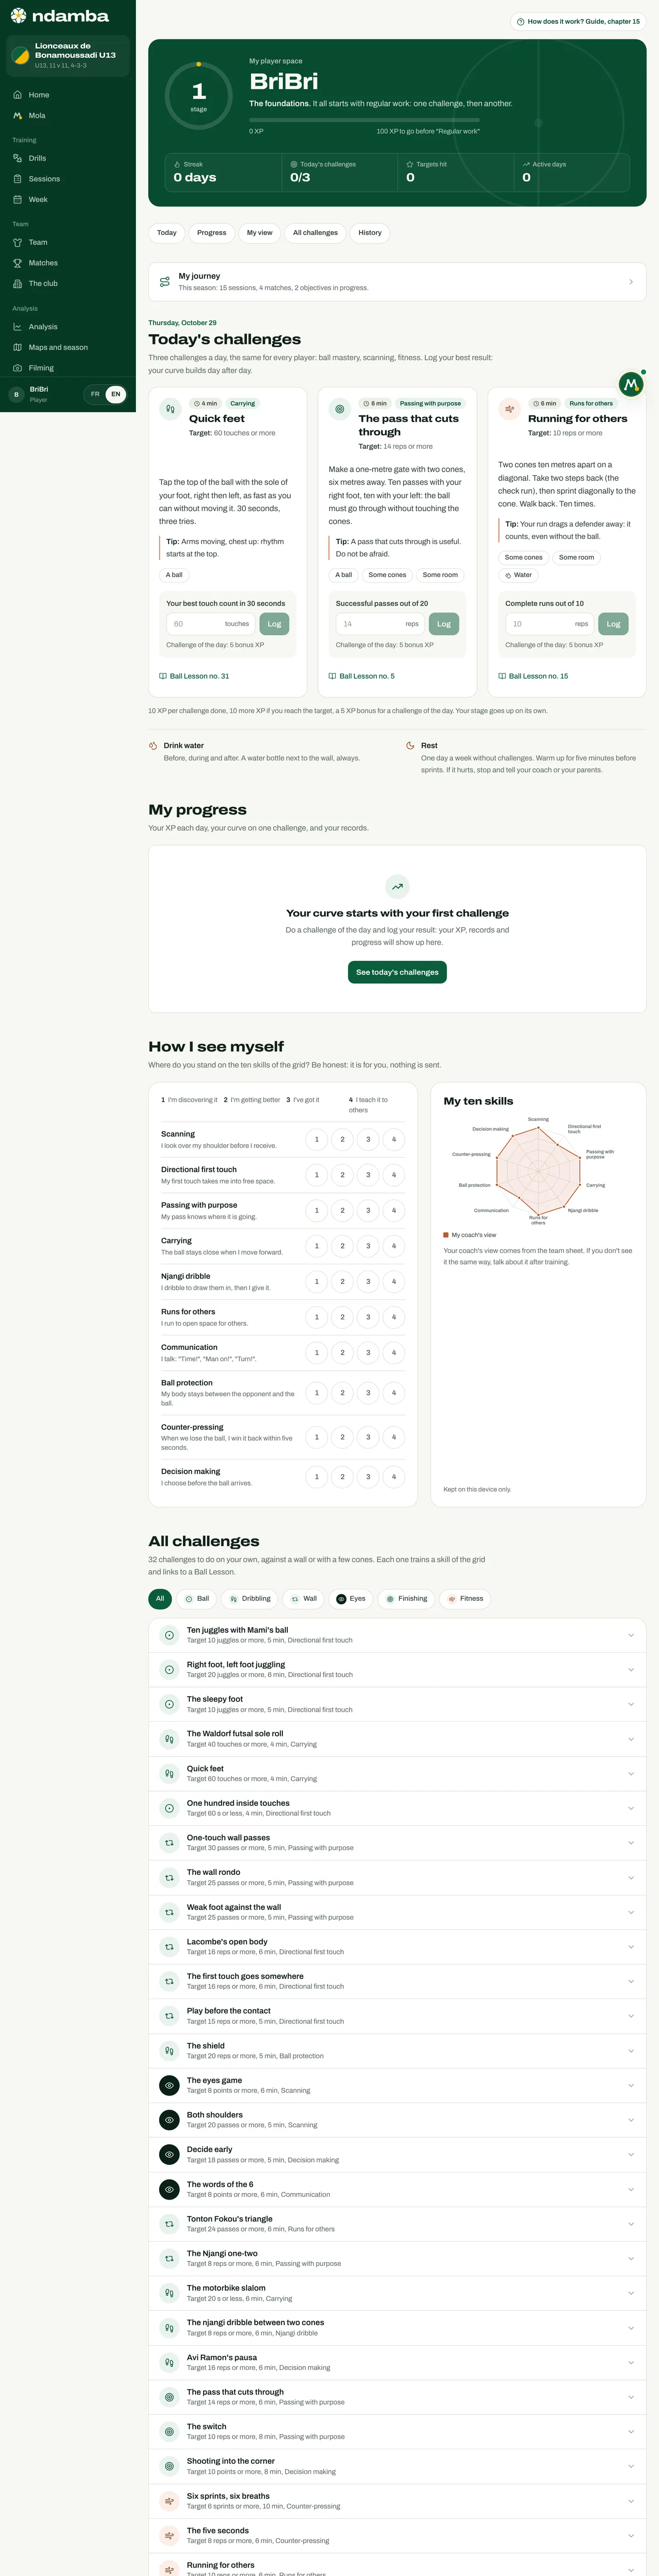 ndamba
Lionceaux de
Bonamoussadi U13
U13, 11 v 11, 4-3-3
Home
Mola
Training
Drills
Sessions
Week
Team
Team
Matches
The club
Analysis
Analysis
Maps and season
Filming
B
BriBri
Player
FR EN
How does it work? Guide, chapter 15
1
stage
My player space
BriBri
The foundations. It all starts with regular work: one challenge, then another.
0 XP
100 XP to go before "Regular work"
Streak
0 days
Today's challenges
0/3
Targets hit
0
Active days
0
Today
Progress
My view
All challenges
History
My journey
This season: 15 sessions, 4 matches, 2 objectives in progress.
Thursday, October 29
Today's challenges
Three challenges a day, the same for every player: ball mastery, scanning, fitness. Log your best result:
your curve builds day after day.
4 min
Carrying
Quick feet
Target: 60 touches or more
Tap the top of the ball with the sole of
your foot, right then left, as fast as you
can without moving it. 30 seconds,
three tries.
Tip: Arms moving, chest up: rhythm
starts at the top.
A ball
Your best touch count in 30 seconds
60 touches
Log
Challenge of the day: 5 bonus XP
Ball Lesson no. 31
6 min
Passing with purpose
The pass that cuts
through
Target: 14 reps or more
Make a one-metre gate with two cones,
six metres away. Ten passes with your
right foot, ten with your left: the ball
must go through without touching the
cones.
Tip: A pass that cuts through is useful.
Do not be afraid.
A ball
Some cones
Some room
Successful passes out of 20
14 reps
Log
Challenge of the day: 5 bonus XP
Ball Lesson no. 5
6 min
Runs for others
Running for others
Target: 10 reps or more
Two cones ten metres apart on a
diagonal. Take two steps back (the
check run), then sprint diagonally to the
cone. Walk back. Ten times.
Tip: Your run drags a defender away: it
counts, even without the ball.
Some cones
Some room
Water
Complete runs out of 10
10 reps
Log
Challenge of the day: 5 bonus XP
Ball Lesson no. 15
10 XP per challenge done, 10 more XP if you reach the target, a 5 XP bonus for a challenge of the day. Your stage goes up on its own.
Drink water
Before, during and after. A water bottle next to the wall, always.
Rest
One day a week without challenges. Warm up for five minutes before
sprints. If it hurts, stop and tell your coach or your parents.
My progress
Your XP each day, your curve on one challenge, and your records.
Your curve starts with your first challenge
Do a challenge of the day and log your result: your XP, records and
progress will show up here.
See today's challenges
How I see myself
Where do you stand on the ten skills of the grid? Be honest: it is for you, nothing is sent.
1 I'm discovering it 2 I'm getting better 3 I've got it 4 I teach it to
others
Scanning
I look over my shoulder before I receive.
1 2 3 4
Directional first touch
My first touch takes me into free space.
1 2 3 4
Passing with purpose
My pass knows where it is going.
1 2 3 4
Carrying
The ball stays close when I move forward.
1 2 3 4
Njangi dribble
I dribble to draw them in, then I give it.
1 2 3 4
Runs for others
I run to open space for others.
1 2 3 4
Communication
I talk: "Time!", "Man on!", "Turn!".
1 2 3 4
Ball protection
My body stays between the opponent and the
ball.
1 2 3 4
Counter-pressing
When we lose the ball, I win it back within five
seconds.
1 2 3 4
Decision making
I choose before the ball arrives.
1 2 3 4
My ten skills
Scanning
Directional first
touch
Passing with
purpose
Carrying
Njangi dribble
Runs for
others
Communication
Ball protection
Counter-pressing
Decision making
My coach's view
Your coach's view comes from the team sheet. If you don't see
it the same way, talk about it after training.
Kept on this device only.
All challenges
32 challenges to do on your own, against a wall or with a few cones. Each one trains a skill of the grid
and links to a Ball Lesson.
All
Ball
Dribbling
Wall
Eyes
Finishing
Fitness
Ten juggles with Mami's ball
Target 10 juggles or more, 5 min, Directional first touch
Right foot, left foot juggling
Target 20 juggles or more, 6 min, Directional first touch
The sleepy foot
Target 10 juggles or more, 5 min, Directional first touch
The Waldorf futsal sole roll
Target 40 touches or more, 4 min, Carrying
Quick feet
Target 60 touches or more, 4 min, Carrying
One hundred inside touches
Target 60 s or less, 4 min, Directional first touch
One-touch wall passes
Target 30 passes or more, 5 min, Passing with purpose
The wall rondo
Target 25 passes or more, 5 min, Passing with purpose
Weak foot against the wall
Target 25 passes or more, 5 min, Passing with purpose
Lacombe's open body
Target 16 reps or more, 6 min, Directional first touch
The first touch goes somewhere
Target 16 reps or more, 6 min, Directional first touch
Play before the contact
Target 15 reps or more, 5 min, Directional first touch
The shield
Target 20 reps or more, 5 min, Ball protection
The eyes game
Target 8 points or more, 6 min, Scanning
Both shoulders
Target 20 passes or more, 5 min, Scanning
Decide early
Target 18 passes or more, 5 min, Decision making
The words of the 6
Target 8 points or more, 6 min, Communication
Tonton Fokou's triangle
Target 24 passes or more, 6 min, Runs for others
The Njangi one-two
Target 8 reps or more, 6 min, Passing with purpose
The motorbike slalom
Target 20 s or less, 6 min, Carrying
The njangi dribble between two cones
Target 8 reps or more, 6 min, Njangi dribble
Avi Ramon's pausa
Target 16 reps or more, 6 min, Decision making
The pass that cuts through
Target 14 reps or more, 6 min, Passing with purpose
The switch
Target 10 reps or more, 8 min, Passing with purpose
Shooting into the corner
Target 10 points or more, 8 min, Decision making
Six sprints, six breaths
Target 6 sprints or more, 10 min, Counter-pressing
The five seconds
Target 8 reps or more, 6 min, Counter-pressing
Running for others
Target 10 reps or more, 6 min, Runs for others